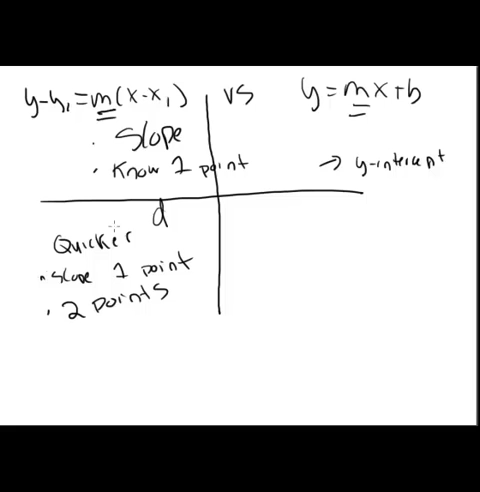 y-y₁=m(x-x₁) vs y=mx+b
· Slope
· Know 1 point → y-intercept
d
Quicker
· Slope 1 point
· 2 points